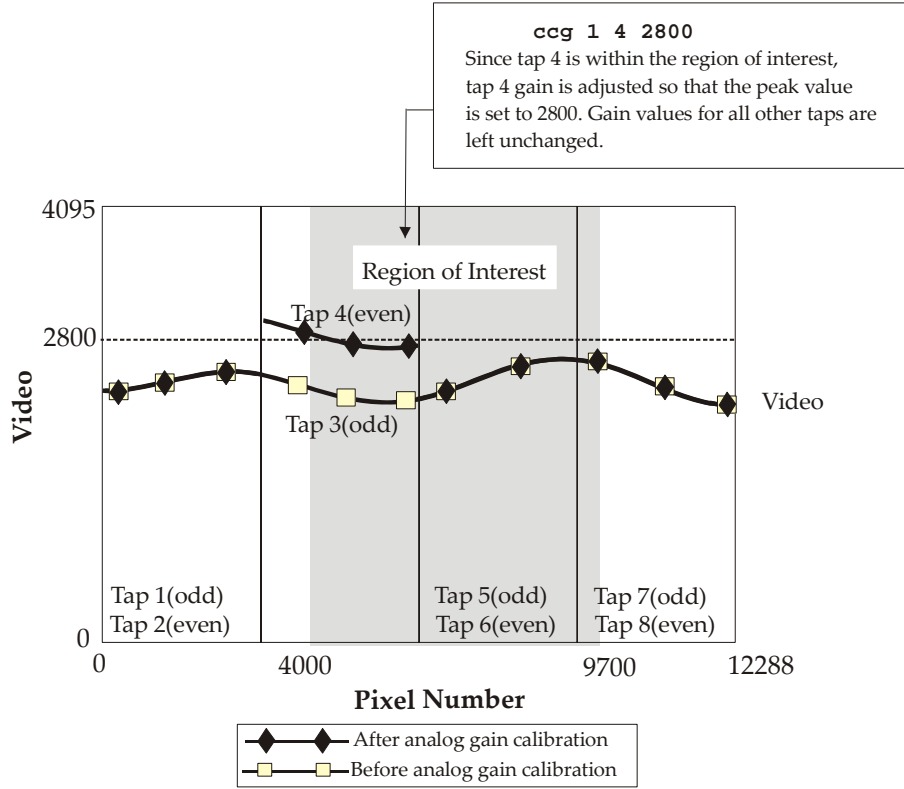 ccg 1 4 2800
Since tap 4 is within the region of interest,
tap 4 gain is adjusted so that the peak value
is set to 2800. Gain values for all other taps are
left unchanged.
4095
Region of Interest
Tap 4(even)
2800
Video
Tap 3(odd)
Video
Tap 1(odd)
Tap 2(even)
Tap 5(odd)
Tap 6(even)
Tap 7(odd)
Tap 8(even)
0
0 4000 9700 12288
Pixel Number
After analog gain calibration
Before analog gain calibration